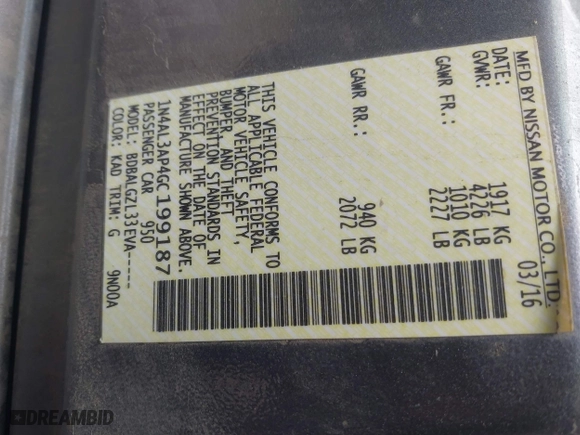 MFD BY NISSAN MOTOR CO., LTD.
DATE: 03/16
GVWR: 1917 KG
4226 LB
GAWR FR.: 1010 KG
2227 LB
GAWR RR.: 940 KG
2072 LB
THIS VEHICLE CONFORMS TO
ALL APPLICABLE FEDERAL
MOTOR VEHICLE SAFETY,
BUMPER, AND THEFT
PREVENTION STANDARDS IN
EFFECT ON THE DATE OF
MANUFACTURE SHOWN ABOVE.
1N4AL3AP4GC199187
PASSENGER CAR 950
MODEL: BDBALGZL33EVA-----
COLOR: KAD TRIM: G 9N00A
DREAMBID